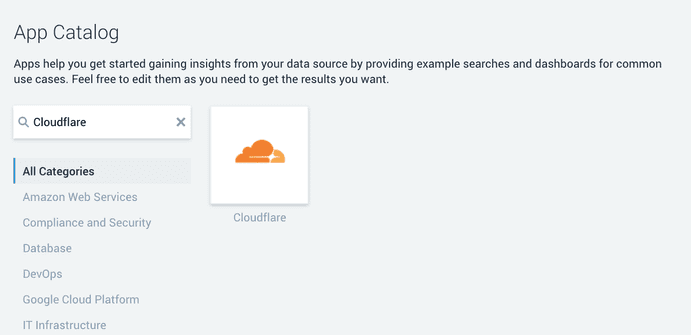 App Catalog
Apps help you get started gaining insights from your data source by providing example searches and dashboards for common
use cases. Feel free to edit them as you need to get the results you want.
Cloudflare
All Categories
Amazon Web Services
Compliance and Security
Database
DevOps
Google Cloud Platform
IT Infrastructure
Cloudflare